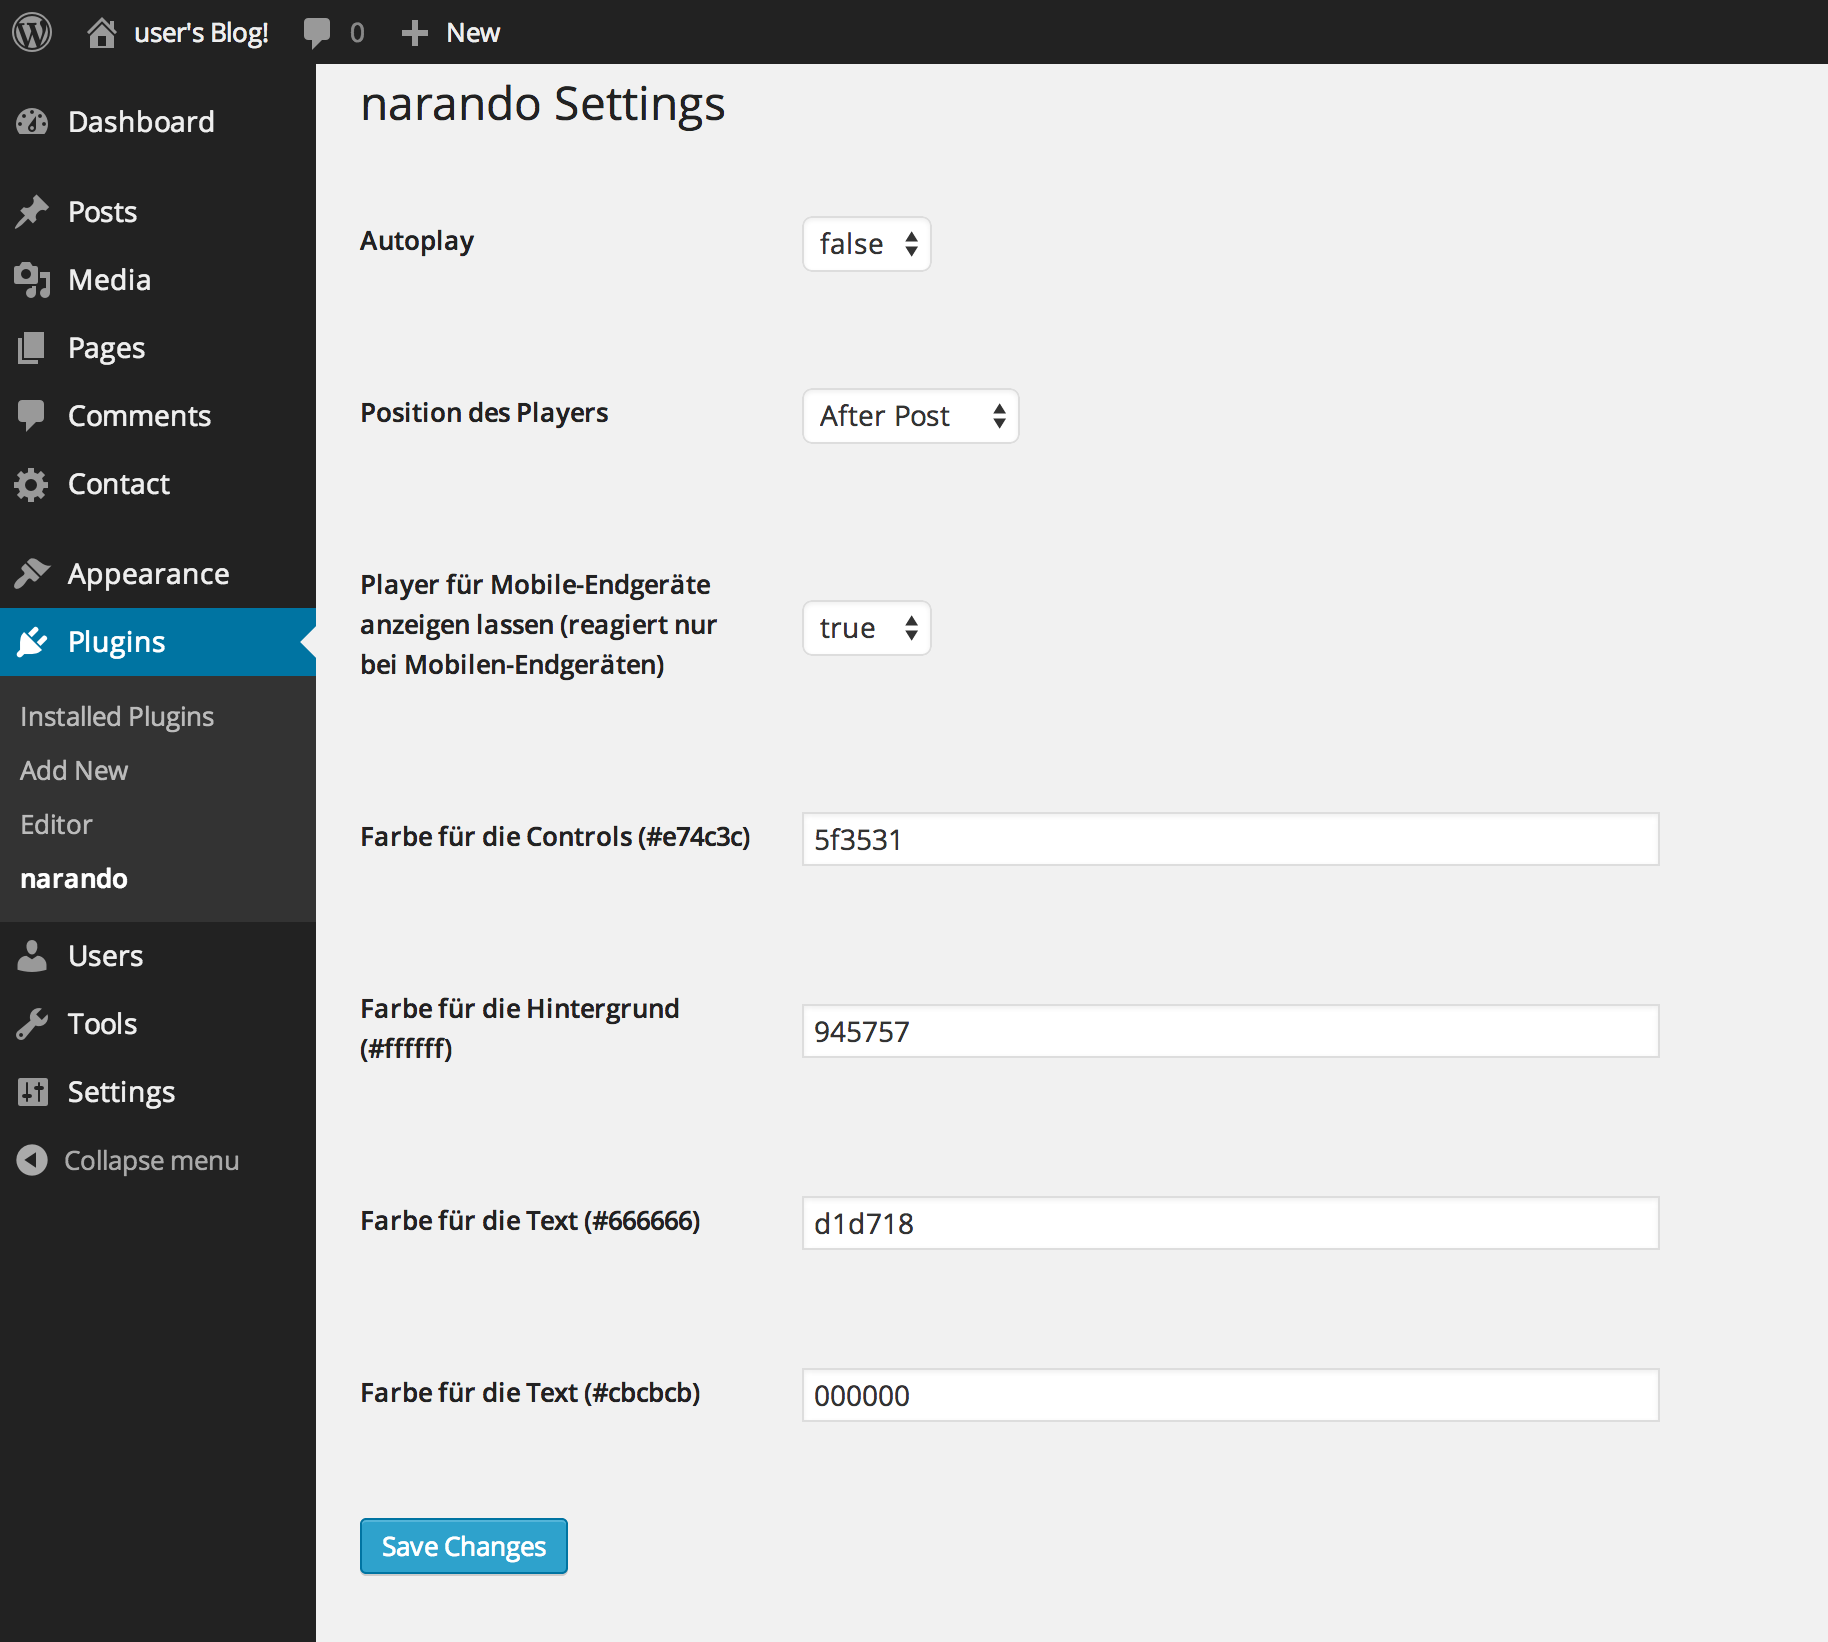 user's Blog! 0 New
Dashboard
Posts
Media
Pages
Comments
Contact
Appearance
Plugins
Installed Plugins
Add New
Editor
narando
Users
Tools
Settings
Collapse menu
narando Settings
Autoplay false
Position des Players After Post
Player für Mobile-Endgeräte
anzeigen lassen (reagiert nur
bei Mobilen-Endgeräten)
true
Farbe für die Controls (#e74c3c) 5f3531
Farbe für die Hintergrund
(#ffffff)
945757
Farbe für die Text (#666666) d1d718
Farbe für die Text (#cbcbcb) 000000
Save Changes